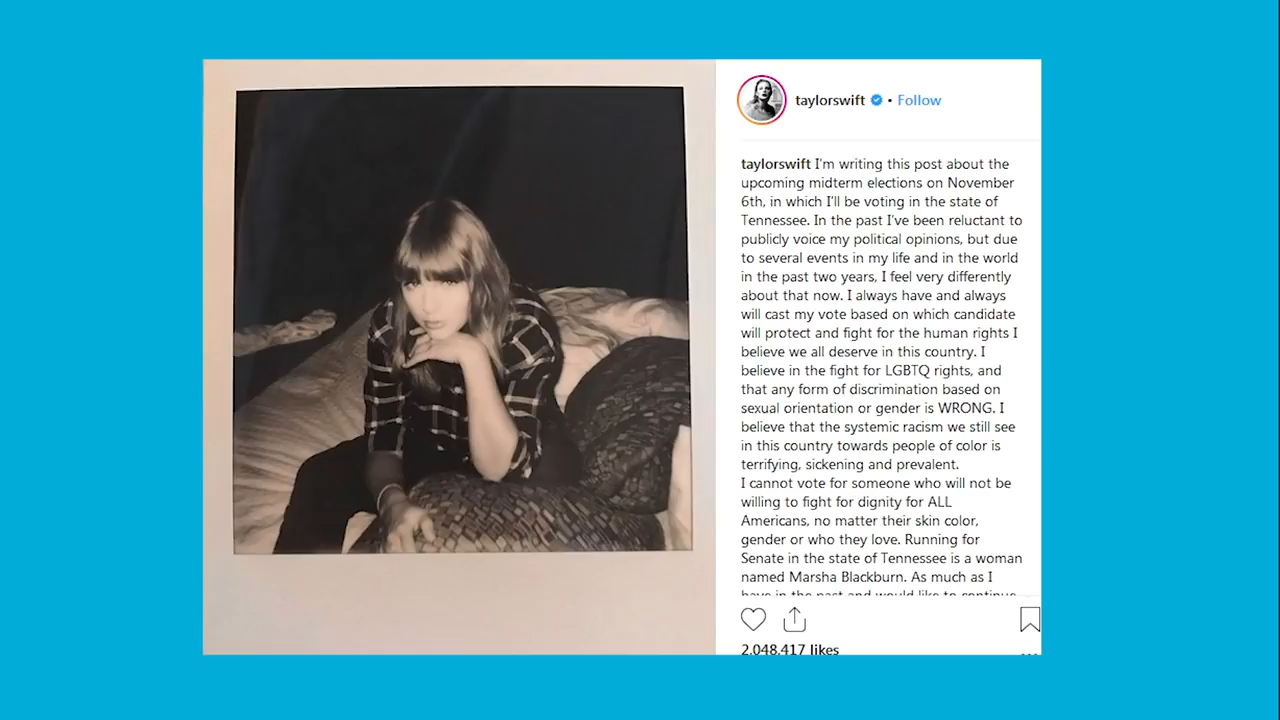 taylorswift • Follow
taylorswift I'm writing this post about the
upcoming midterm elections on November
6th, in which I'll be voting in the state of
Tennessee. In the past I've been reluctant to
publicly voice my political opinions, but due
to several events in my life and in the world
in the past two years, I feel very differently
about that now. I always have and always
will cast my vote based on which candidate
will protect and fight for the human rights I
believe we all deserve in this country. I
believe in the fight for LGBTQ rights, and
that any form of discrimination based on
sexual orientation or gender is WRONG. I
believe that the systemic racism we still see
in this country towards people of color is
terrifying, sickening and prevalent.
I cannot vote for someone who will not be
willing to fight for dignity for ALL
Americans, no matter their skin color,
gender or who they love. Running for
Senate in the state of Tennessee is a woman
named Marsha Blackburn. As much as I
have in the past and would like to continue
2,048,417 likes